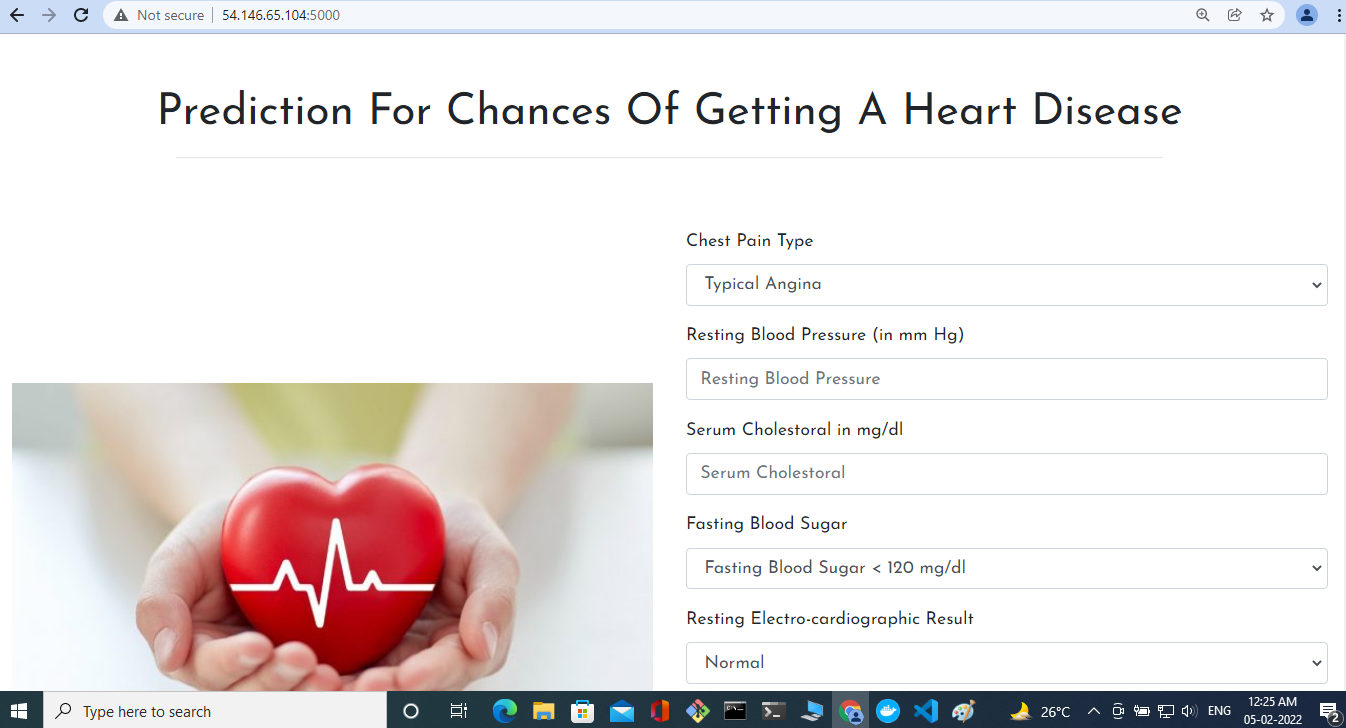 Not secure | 54.146.65.104:5000
Prediction For Chances Of Getting A Heart Disease
Chest Pain Type
Typical Angina
Resting Blood Pressure (in mm Hg)
Resting Blood Pressure
Serum Cholestoral in mg/dl
Serum Cholestoral
Fasting Blood Sugar
Fasting Blood Sugar < 120 mg/dl
Resting Electro-cardiographic Result
Normal
Type here to search
26°C
ENG
12:25 AM
05-02-2022
2